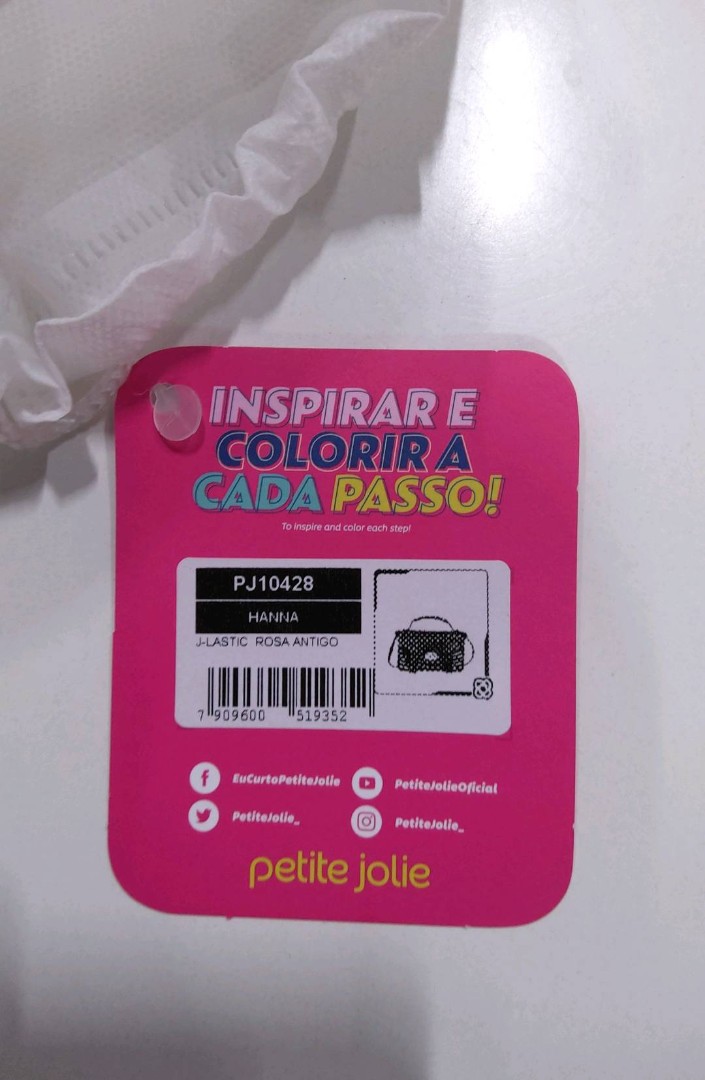 INSPIRAR E
COLORIR A
CADA PASSO!
To inspire and color each step!
PJ10428
HANNA
J-LASTIC ROSA ANTIGO
7 909600 519352
EuCurtoPetiteJolie
PetiteJolieOficial
PetiteJolie_
PetiteJolie_
petite jolie